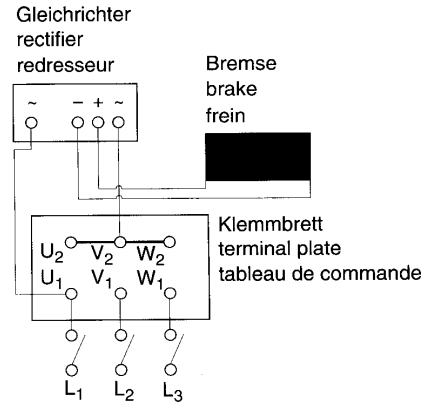 Gleichrichter
rectifier
redresseur
Bremse
brake
frein
~ − + ~
Klemmbrett
terminal plate
tableau de commande
U2 V2 W2
U1 V1 W1
L1 L2 L3